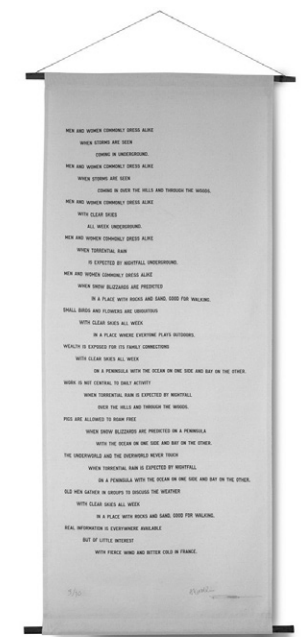 MEN AND WOMEN COMMONLY DRESS ALIKE
WHEN STORMS ARE SEEN
COMING IN UNDERGROUND.
MEN AND WOMEN COMMONLY DRESS ALIKE
WHEN STORMS ARE SEEN
COMING IN OVER THE HILLS AND THROUGH THE WOODS.
MEN AND WOMEN COMMONLY DRESS ALIKE
WITH CLEAR SKIES
ALL WEEK UNDERGROUND.
MEN AND WOMEN COMMONLY DRESS ALIKE
WHEN TORRENTIAL RAIN
IS EXPECTED BY NIGHTFALL UNDERGROUND.
MEN AND WOMEN COMMONLY DRESS ALIKE
WHEN SNOW BLIZZARDS ARE PREDICTED
IN A PLACE WITH ROCKS AND SAND, GOOD FOR WALKING.
SMALL BIRDS AND FLOWERS ARE UBIQUITOUS
WITH CLEAR SKIES ALL WEEK
IN A PLACE WHERE EVERYONE PLAYS OUTDOORS.
WEALTH IS EXPOSED FOR ITS FAMILY CONNECTIONS
WITH CLEAR SKIES ALL WEEK
ON A PENINSULA WITH THE OCEAN ON ONE SIDE AND BAY ON THE OTHER.
WORK IS NOT CENTRAL TO DAILY ACTIVITY
WHEN TORRENTIAL RAIN IS EXPECTED BY NIGHTFALL
OVER THE HILLS AND THROUGH THE WOODS.
PIGS ARE ALLOWED TO ROAM FREE
WHEN SNOW BLIZZARDS ARE PREDICTED ON A PENINSULA
WITH THE OCEAN ON ONE SIDE AND BAY ON THE OTHER.
THE UNDERWORLD AND THE OVERWORLD NEVER TOUCH
WHEN TORRENTIAL RAIN IS EXPECTED BY NIGHTFALL
ON A PENINSULA WITH THE OCEAN ON ONE SIDE AND BAY ON THE OTHER.
OLD MEN GATHER IN GROUPS TO DISCUSS THE WEATHER
WITH CLEAR SKIES ALL WEEK
IN A PLACE WITH ROCKS AND SAND, GOOD FOR WALKING.
REAL INFORMATION IS EVERYWHERE AVAILABLE
BUT OF LITTLE INTEREST
WITH FIERCE WIND AND BITTER COLD IN FRANCE.